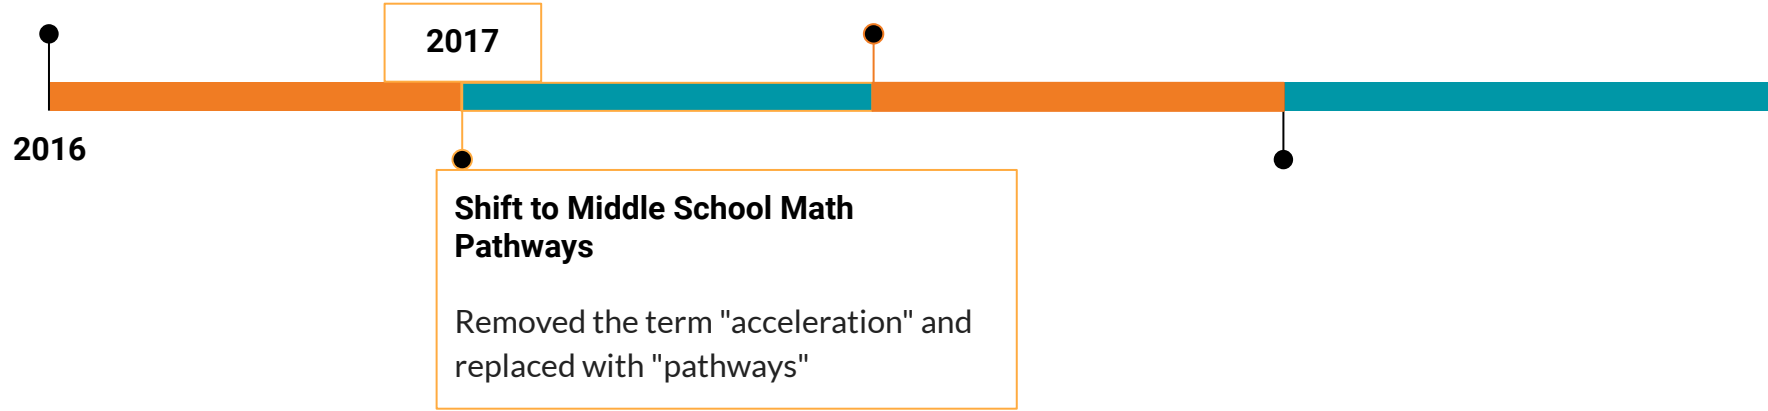 2017
2016
Shift to Middle School Math
Pathways
Removed the term "acceleration" and
replaced with "pathways"